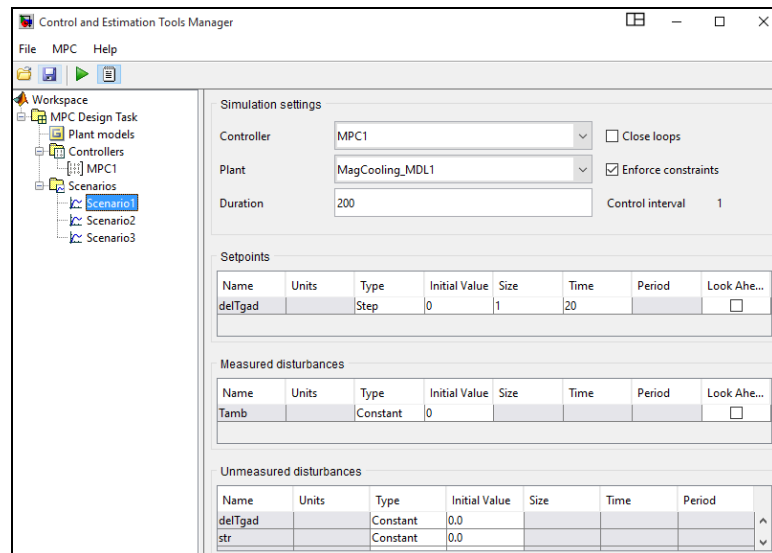 Control and Estimation Tools Manager
File MPC Help
Workspace
MPC Design Task
Plant models
Controllers
MPC1
Scenarios
Scenario1
Scenario2
Scenario3
Simulation settings
Controller MPC1 Close loops
Plant MagCooling_MDL1 Enforce constraints
Duration 200 Control interval 1
Setpoints
Name Units Type Initial Value Size Time Period Look Ahe...
delTgad Step 0 1 20
Measured disturbances
Name Units Type Initial Value Size Time Period Look Ahe...
Tamb Constant 0
Unmeasured disturbances
Name Units Type Initial Value Size Time Period
delTgad Constant 0.0
str Constant 0.0